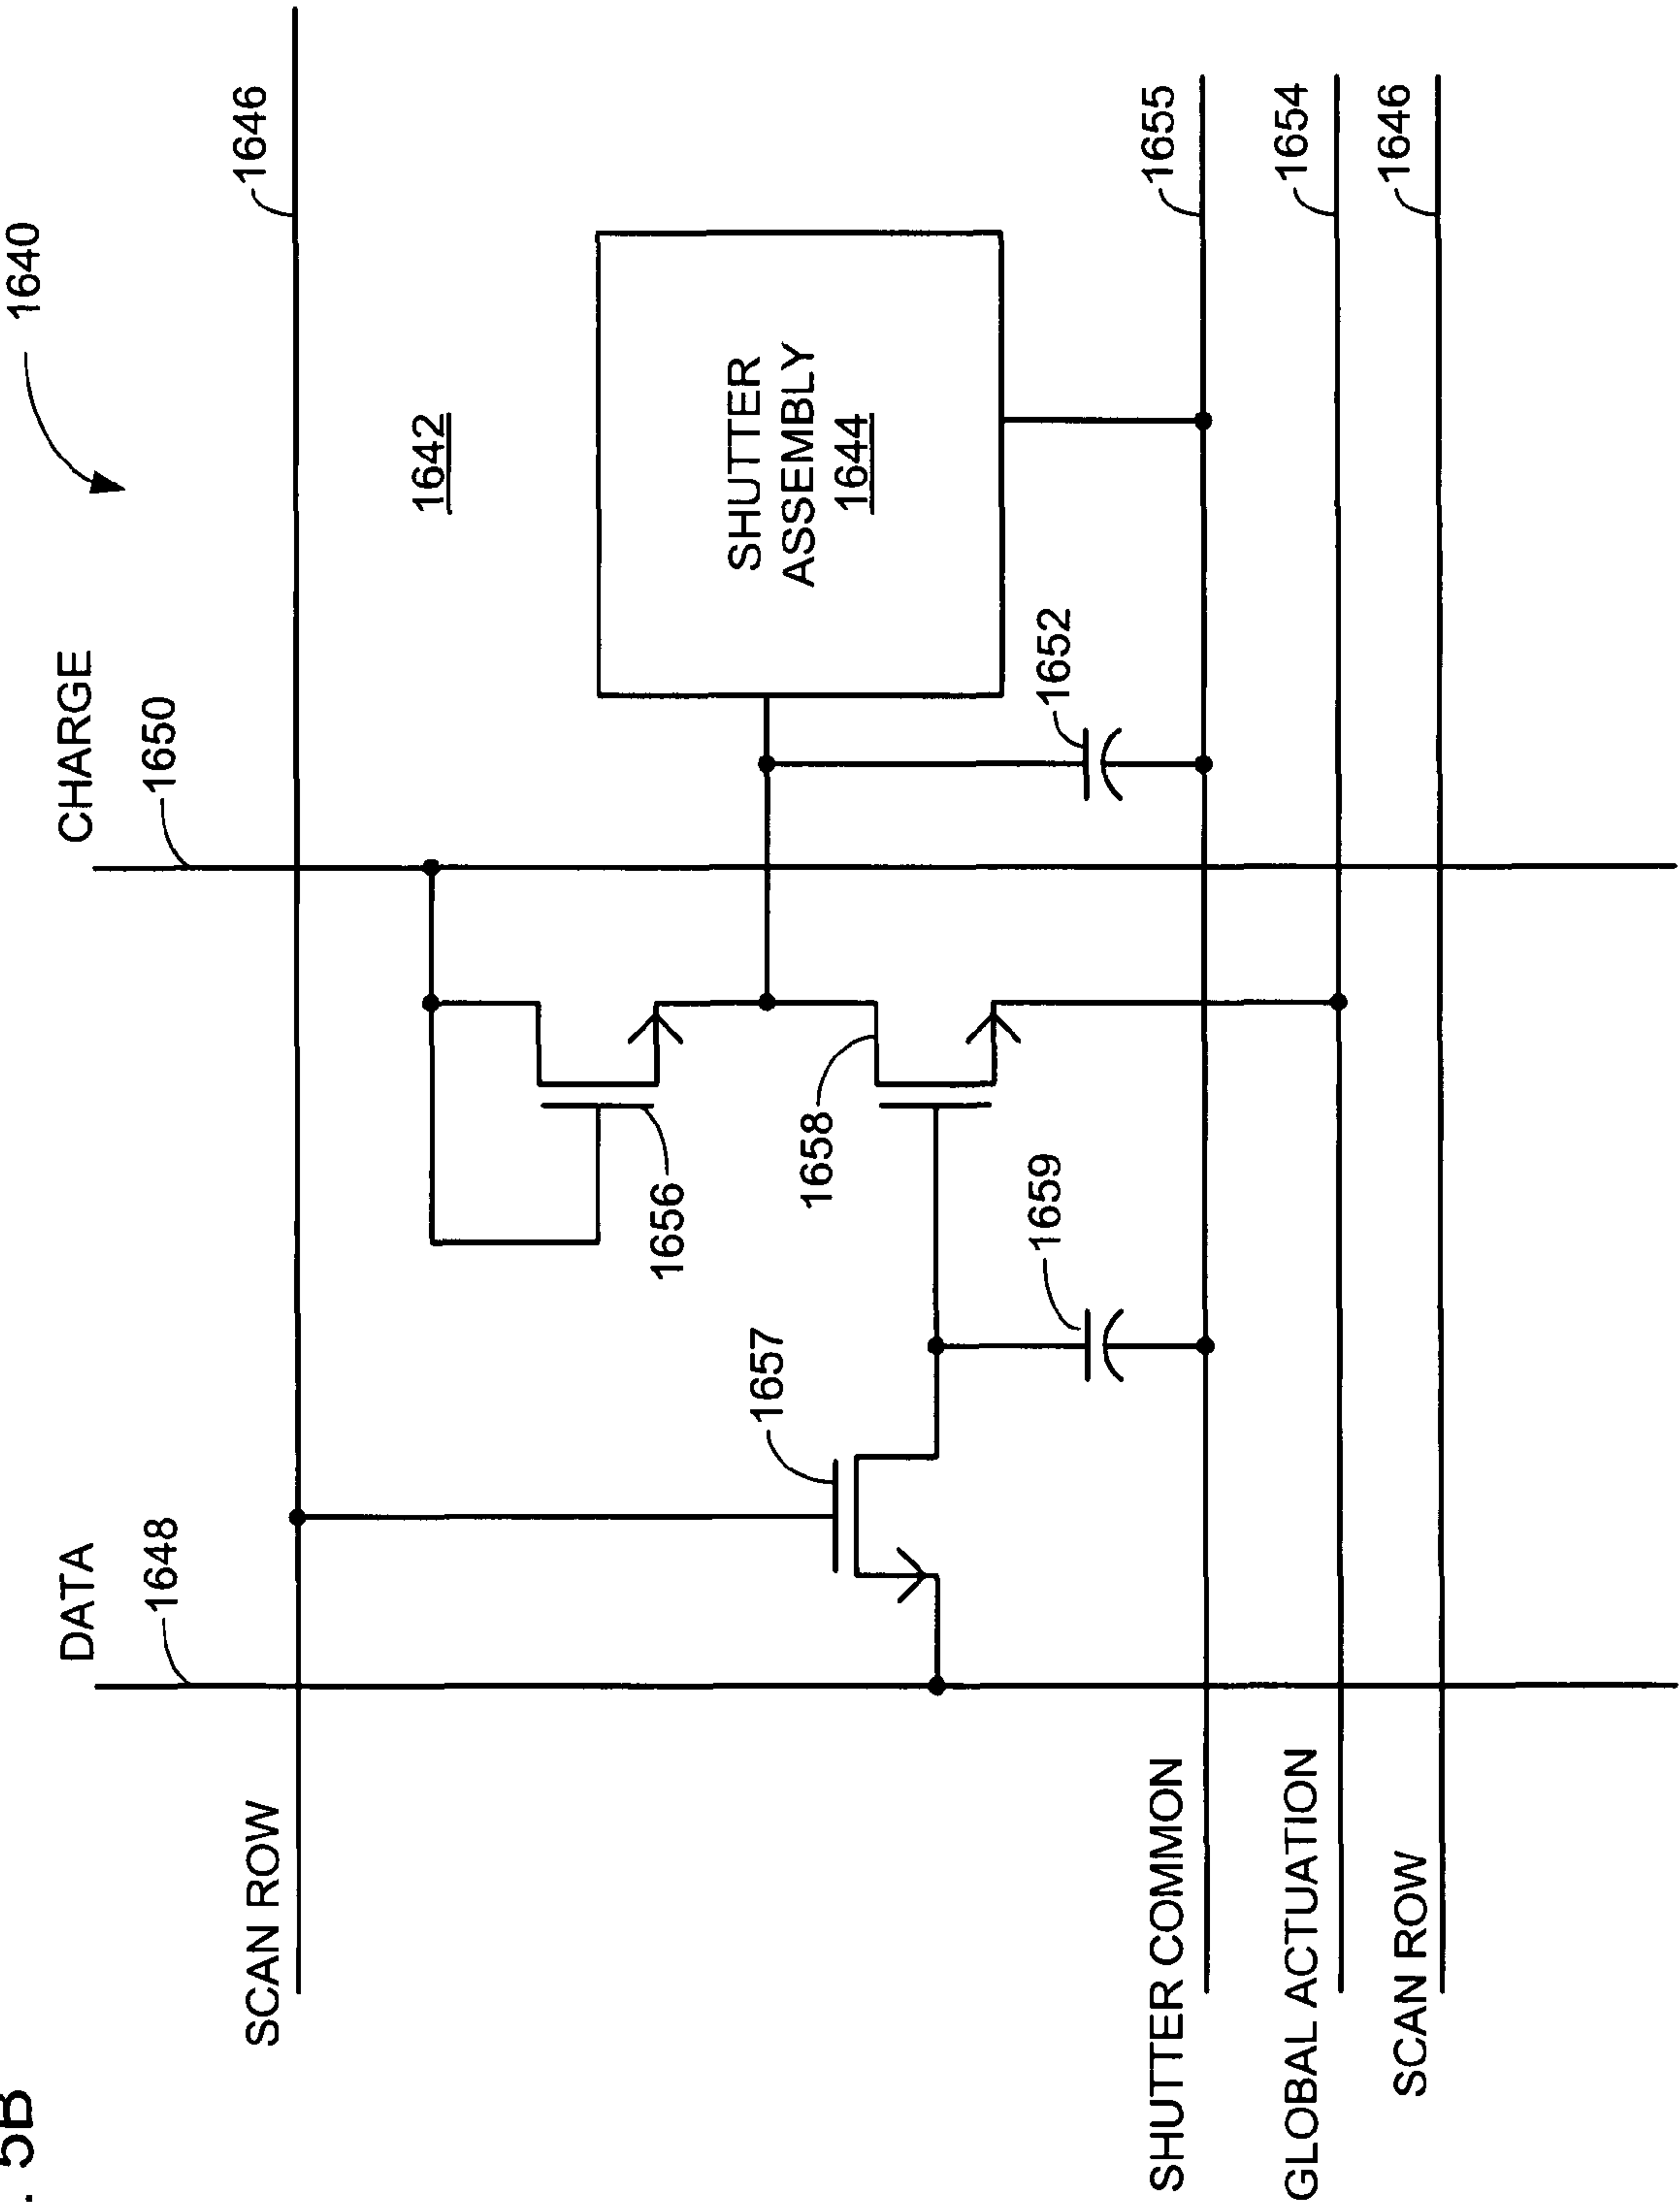 . 5B
1640
DATA
CHARGE
1648
1650
SCAN ROW
1646
1642
SHUTTER
ASSEMBLY
1644
1656
1657
1658
1659
1652
SHUTTER COMMON
1655
GLOBAL ACTUATION
1654
SCAN ROW
1646